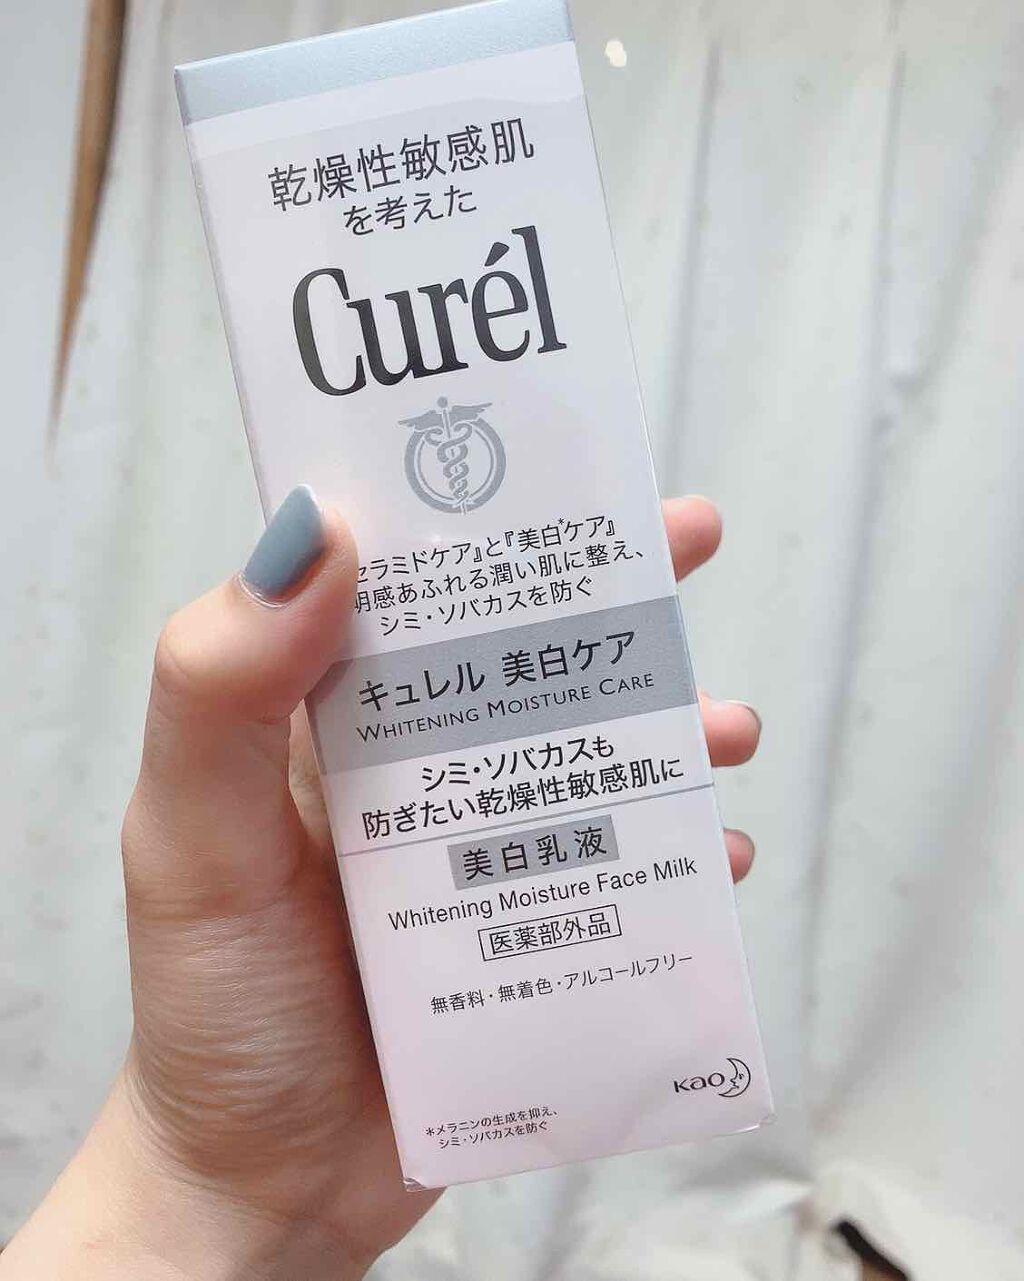 乾燥性敏感肌
を考えた
Curél
セラミドケア』と『美白*ケア』
明感あふれる潤い肌に整え、
シミ・ソバカスを防ぐ
キュレル 美白ケア
WHITENING MOISTURE CARE
シミ・ソバカスも
防ぎたい乾燥性敏感肌に
美白乳液
Whitening Moisture Face Milk
医薬部外品
無香料・無着色・アルコールフリー
Kao
*メラニンの生成を抑え、
シミ・ソバカスを防ぐ